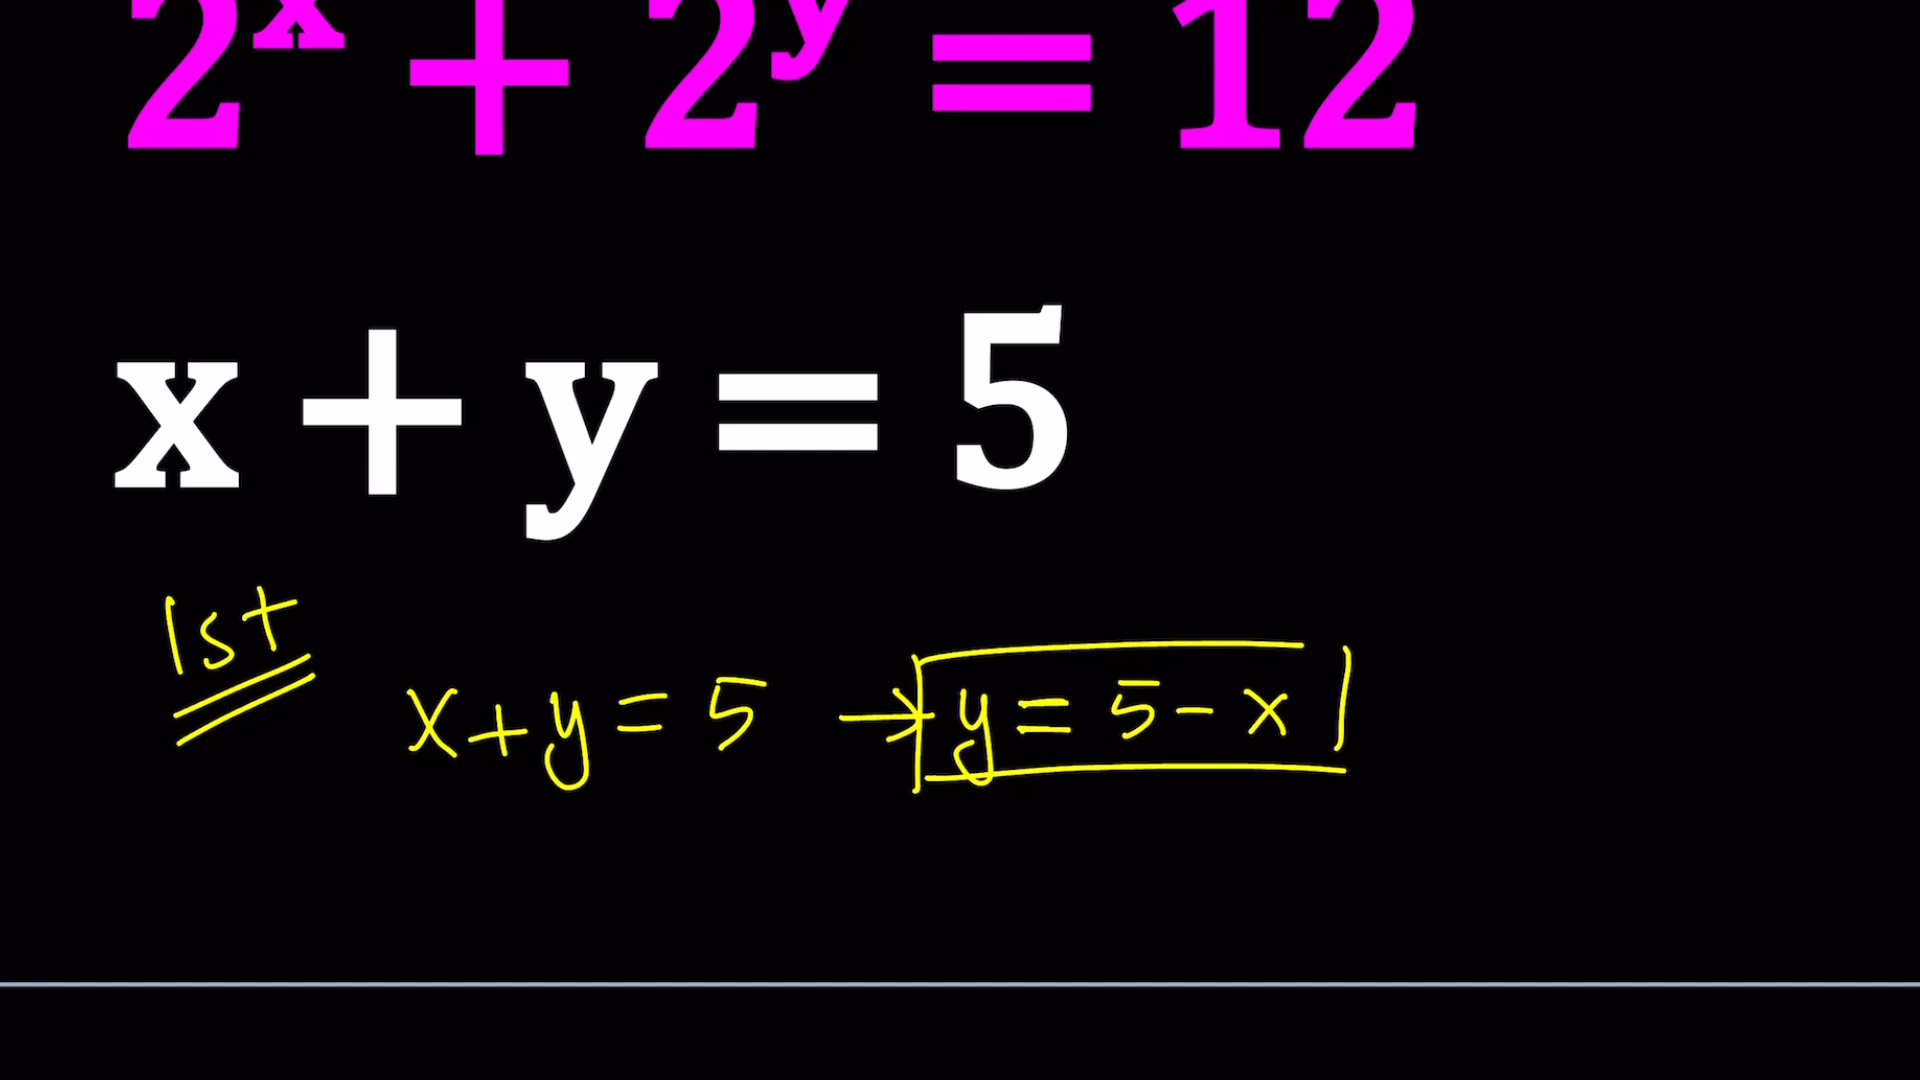 2^x + 2^y = 12
x + y = 5
1st
x + y = 5 → y = 5 - x